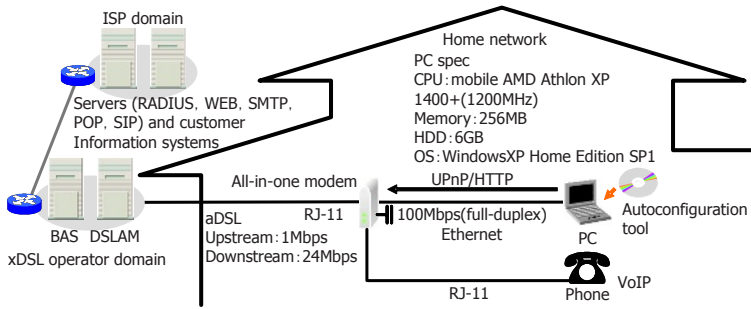 ISP domain
Servers (RADIUS, WEB, SMTP,
POP, SIP) and customer
Information systems
BAS
DSLAM
xDSL operator domain
Home network
PC spec
CPU:mobile AMD Athlon XP
1400+(1200MHz)
Memory:256MB
HDD:6GB
OS:WindowsXP Home Edition SP1
All-in-one modem
UPnP/HTTP
aDSL
Upstream:1Mbps
Downstream:24Mbps
RJ-11
100Mbps(full-duplex)
Ethernet
PC
Autoconfiguration
tool
RJ-11
Phone
VoIP